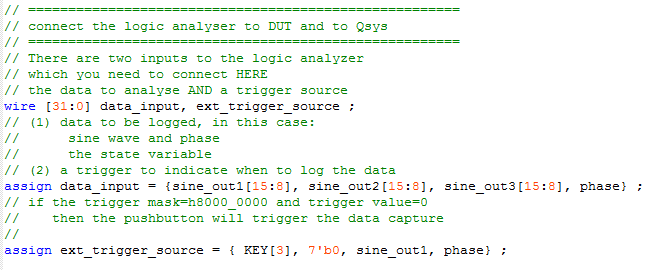 // ======================================================
// connect the logic analyser to DUT and to Qsys
// ======================================================
// There are two inputs to the logic analyzer
// which you need to connect HERE
// the data to analyse AND a trigger source
wire [31:0] data_input, ext_trigger_source ;
// (1) data to be logged, in this case:
//      sine wave and phase
//      the state variable
// (2) a trigger to indicate when to log the data
assign data_input = {sine_out1[15:8], sine_out2[15:8], sine_out3[15:8], phase} ;
// if the trigger mask=h8000_0000 and trigger value=0
//    then the pushbutton will trigger the data capture
//
assign ext_trigger_source = { KEY[3], 7'b0, sine_out1, phase} ;